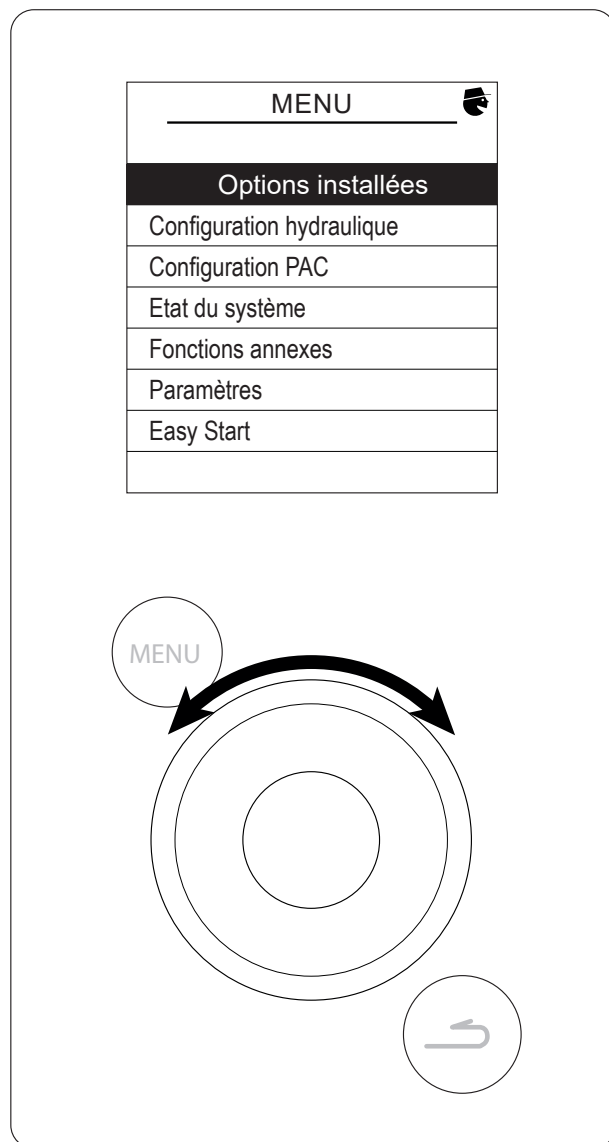 MENU
Options installées
Configuration hydraulique
Configuration PAC
Etat du système
Fonctions annexes
Paramètres
Easy Start
MENU